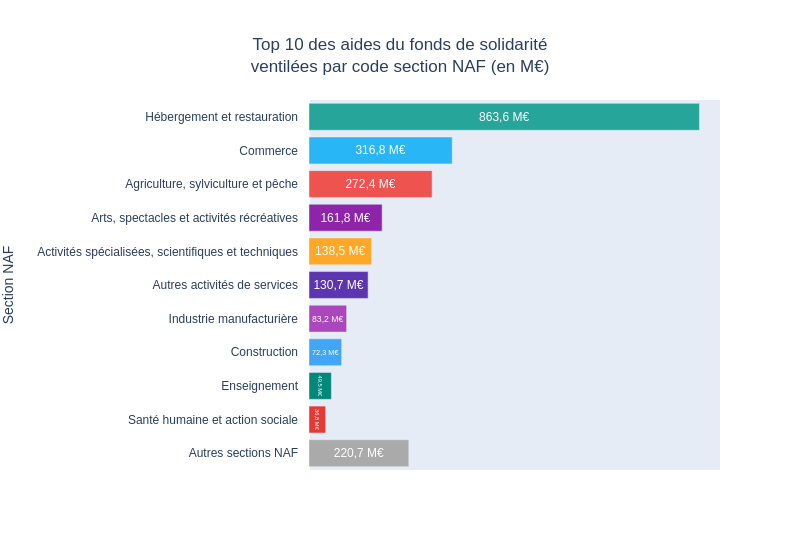 Top 10 des aides du fonds de solidarité
ventilées par code section NAF (en M€)
Section NAF
Hébergement et restauration 863,6 M€
Commerce 316,8 M€
Agriculture, sylviculture et pêche 272,4 M€
Arts, spectacles et activités récréatives 161,8 M€
Activités spécialisées, scientifiques et techniques 138,5 M€
Autres activités de services 130,7 M€
Industrie manufacturière 83,2 M€
Construction 72,3 M€
Enseignement
Santé humaine et action sociale
Autres sections NAF 220,7 M€